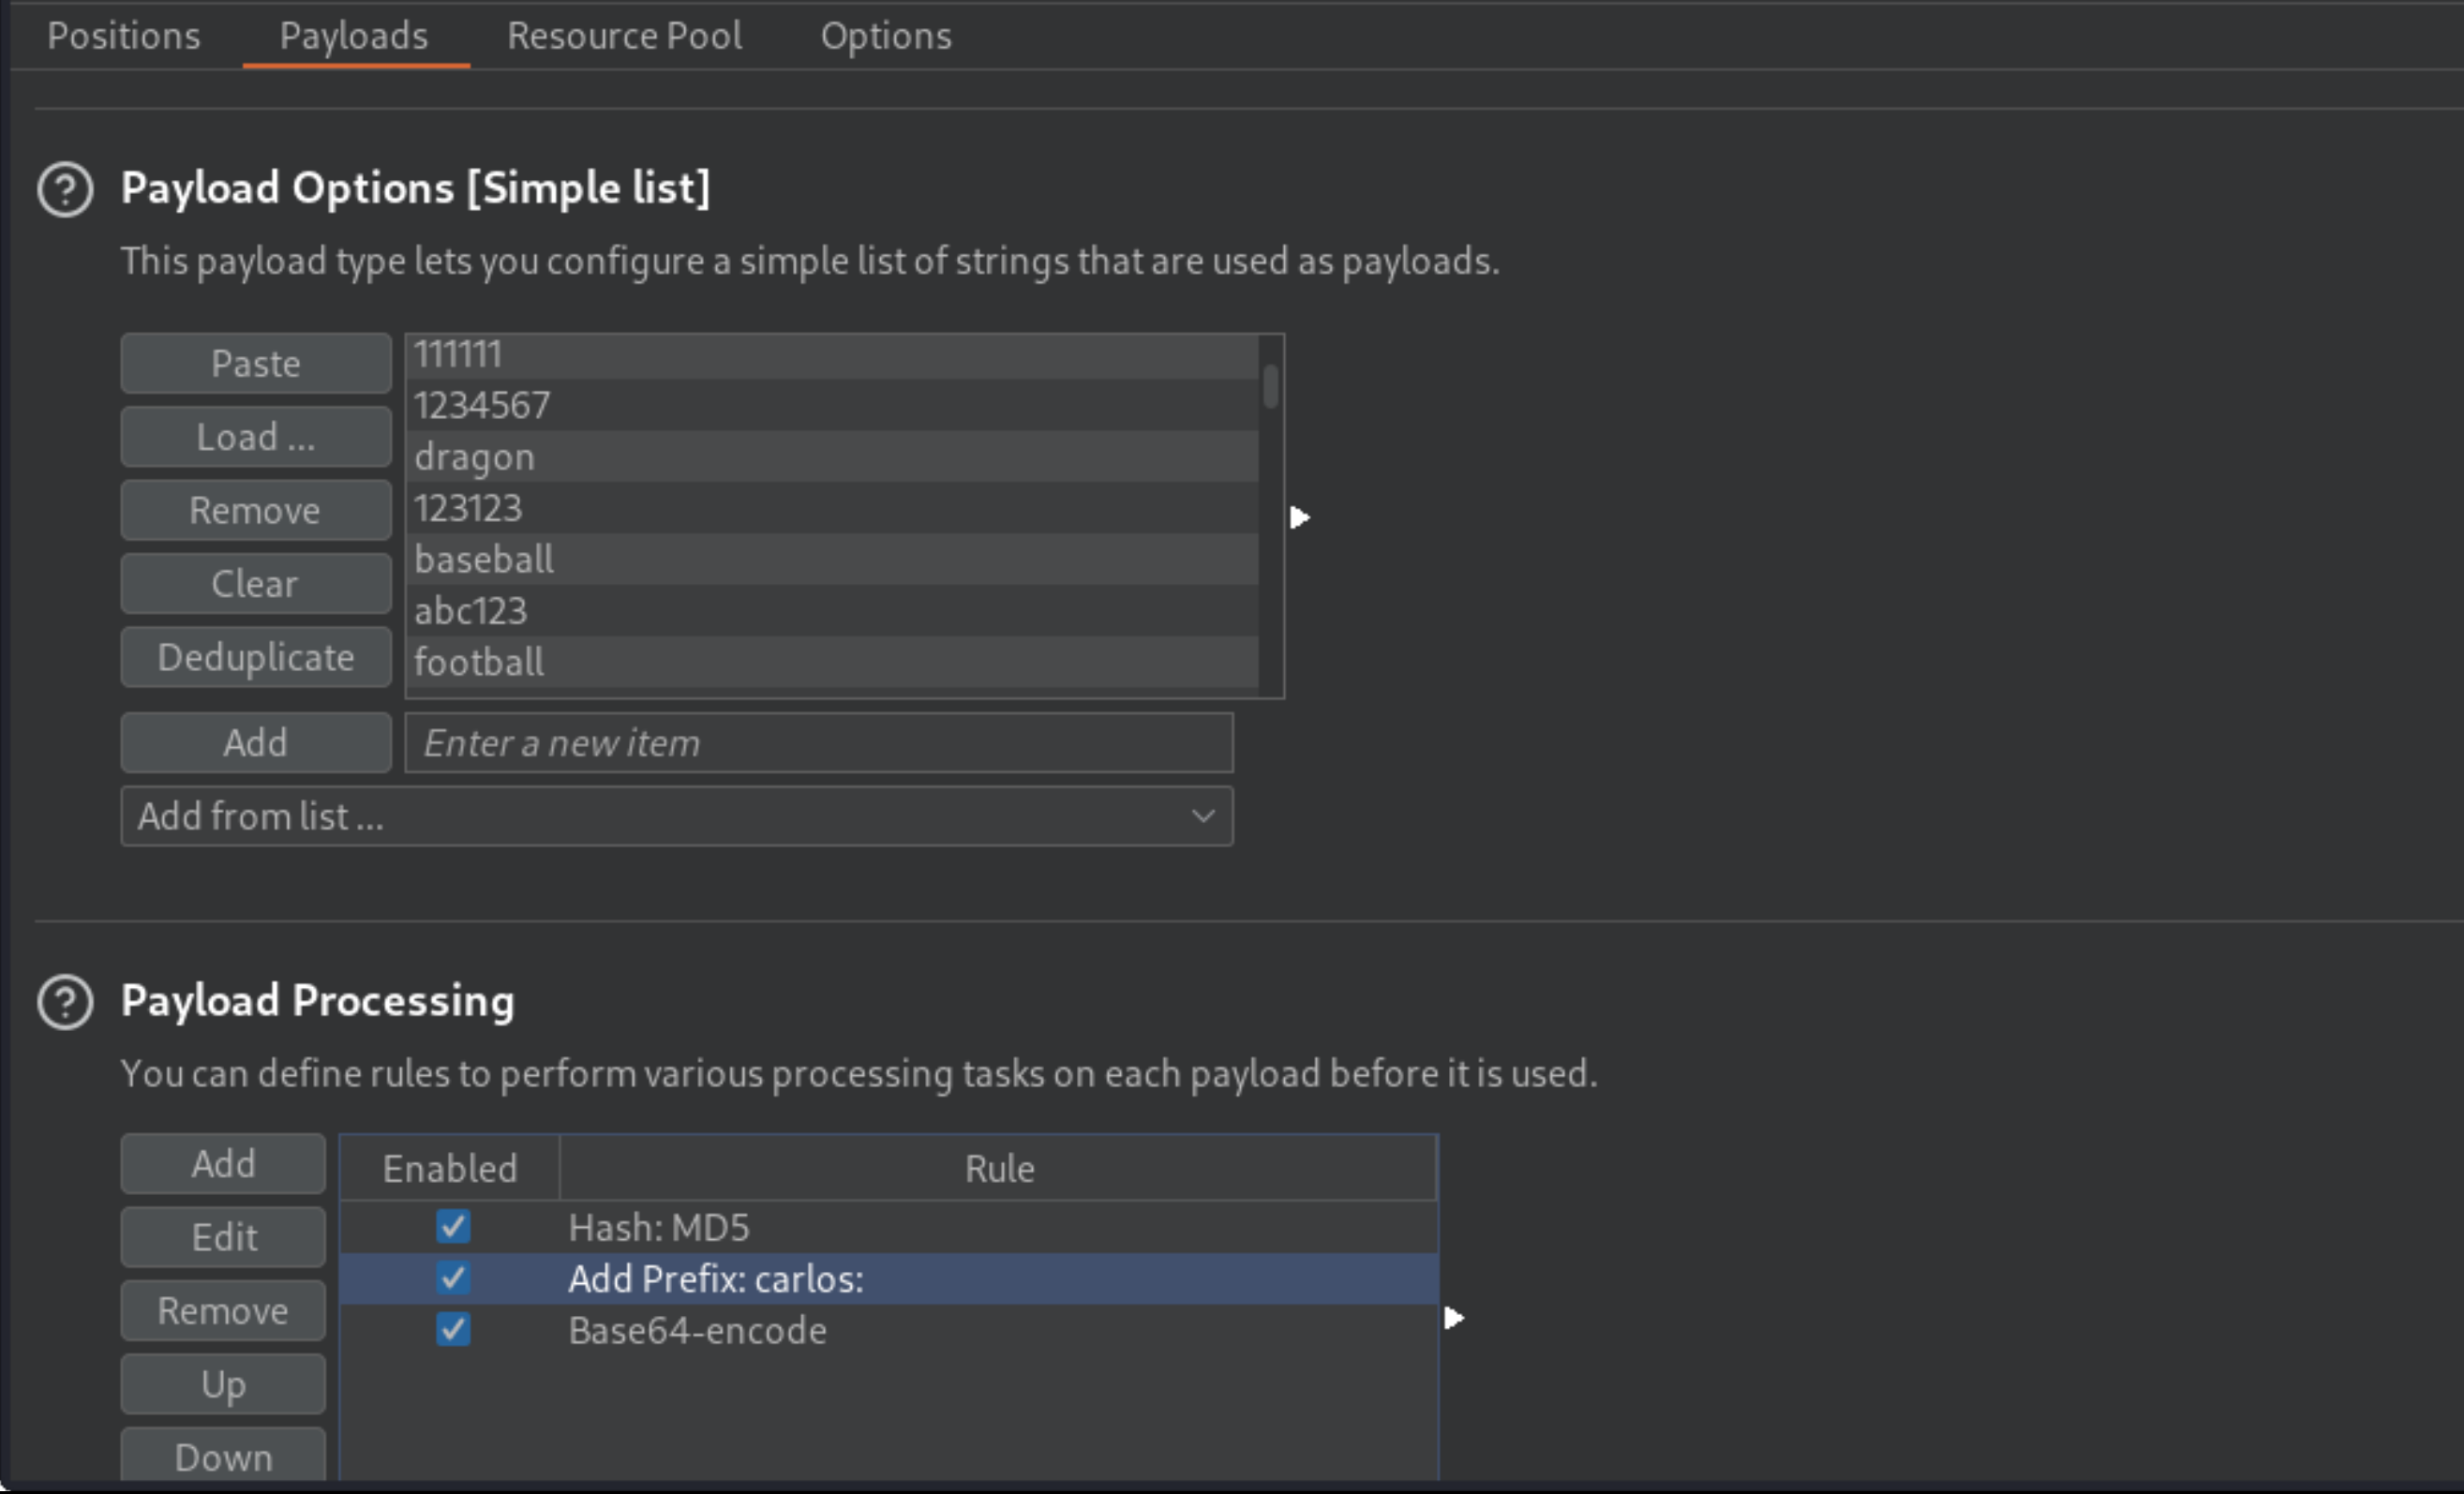 Positions Payloads Resource Pool Options
Payload Options [Simple list]
This payload type lets you configure a simple list of strings that are used as payloads.
Paste
Load ...
Remove
Clear
Deduplicate
111111
1234567
dragon
123123
baseball
abc123
football
Add
Enter a new item
Add from list ...
Payload Processing
You can define rules to perform various processing tasks on each payload before it is used.
Add
Edit
Remove
Up
Down
Enabled Rule
Hash: MD5
Add Prefix: carlos:
Base64-encode